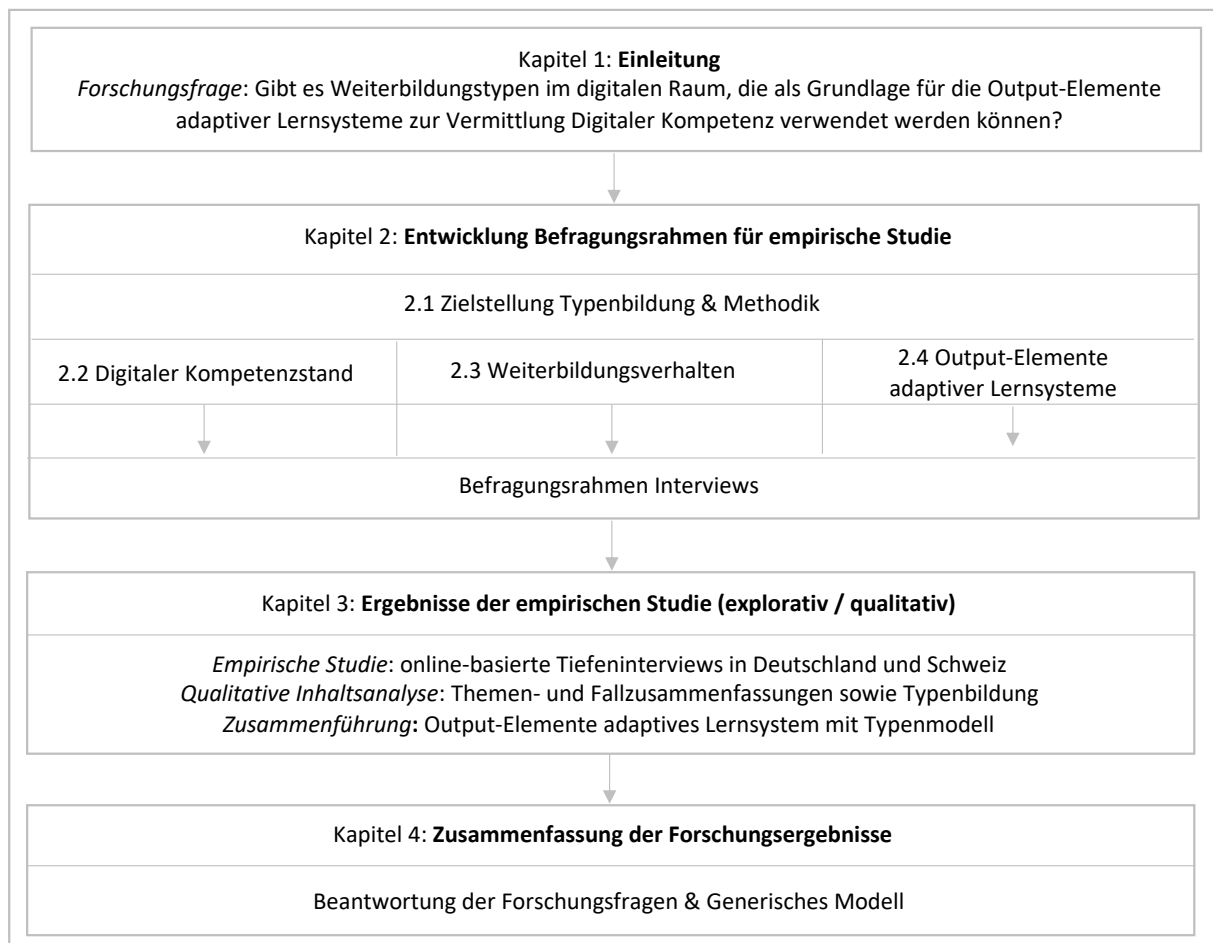 Kapitel 1: Einleitung
Forschungsfrage: Gibt es Weiterbildungstypen im digitalen Raum, die als Grundlage für die Output-Elemente
adaptiver Lernsysteme zur Vermittlung Digitaler Kompetenz verwendet werden können?
Kapitel 2: Entwicklung Befragungsrahmen für empirische Studie
2.1 Zielstellung Typenbildung & Methodik
2.2 Digitaler Kompetenzstand
2.3 Weiterbildungsverhalten
2.4 Output-Elemente
adaptiver Lernsysteme
Befragungsrahmen Interviews
Kapitel 3: Ergebnisse der empirischen Studie (explorativ / qualitativ)
Empirische Studie: online-basierte Tiefeninterviews in Deutschland und Schweiz
Qualitative Inhaltsanalyse: Themen- und Fallzusammenfassungen sowie Typenbildung
Zusammenführung: Output-Elemente adaptives Lernsystem mit Typenmodell
Kapitel 4: Zusammenfassung der Forschungsergebnisse
Beantwortung der Forschungsfragen & Generisches Modell